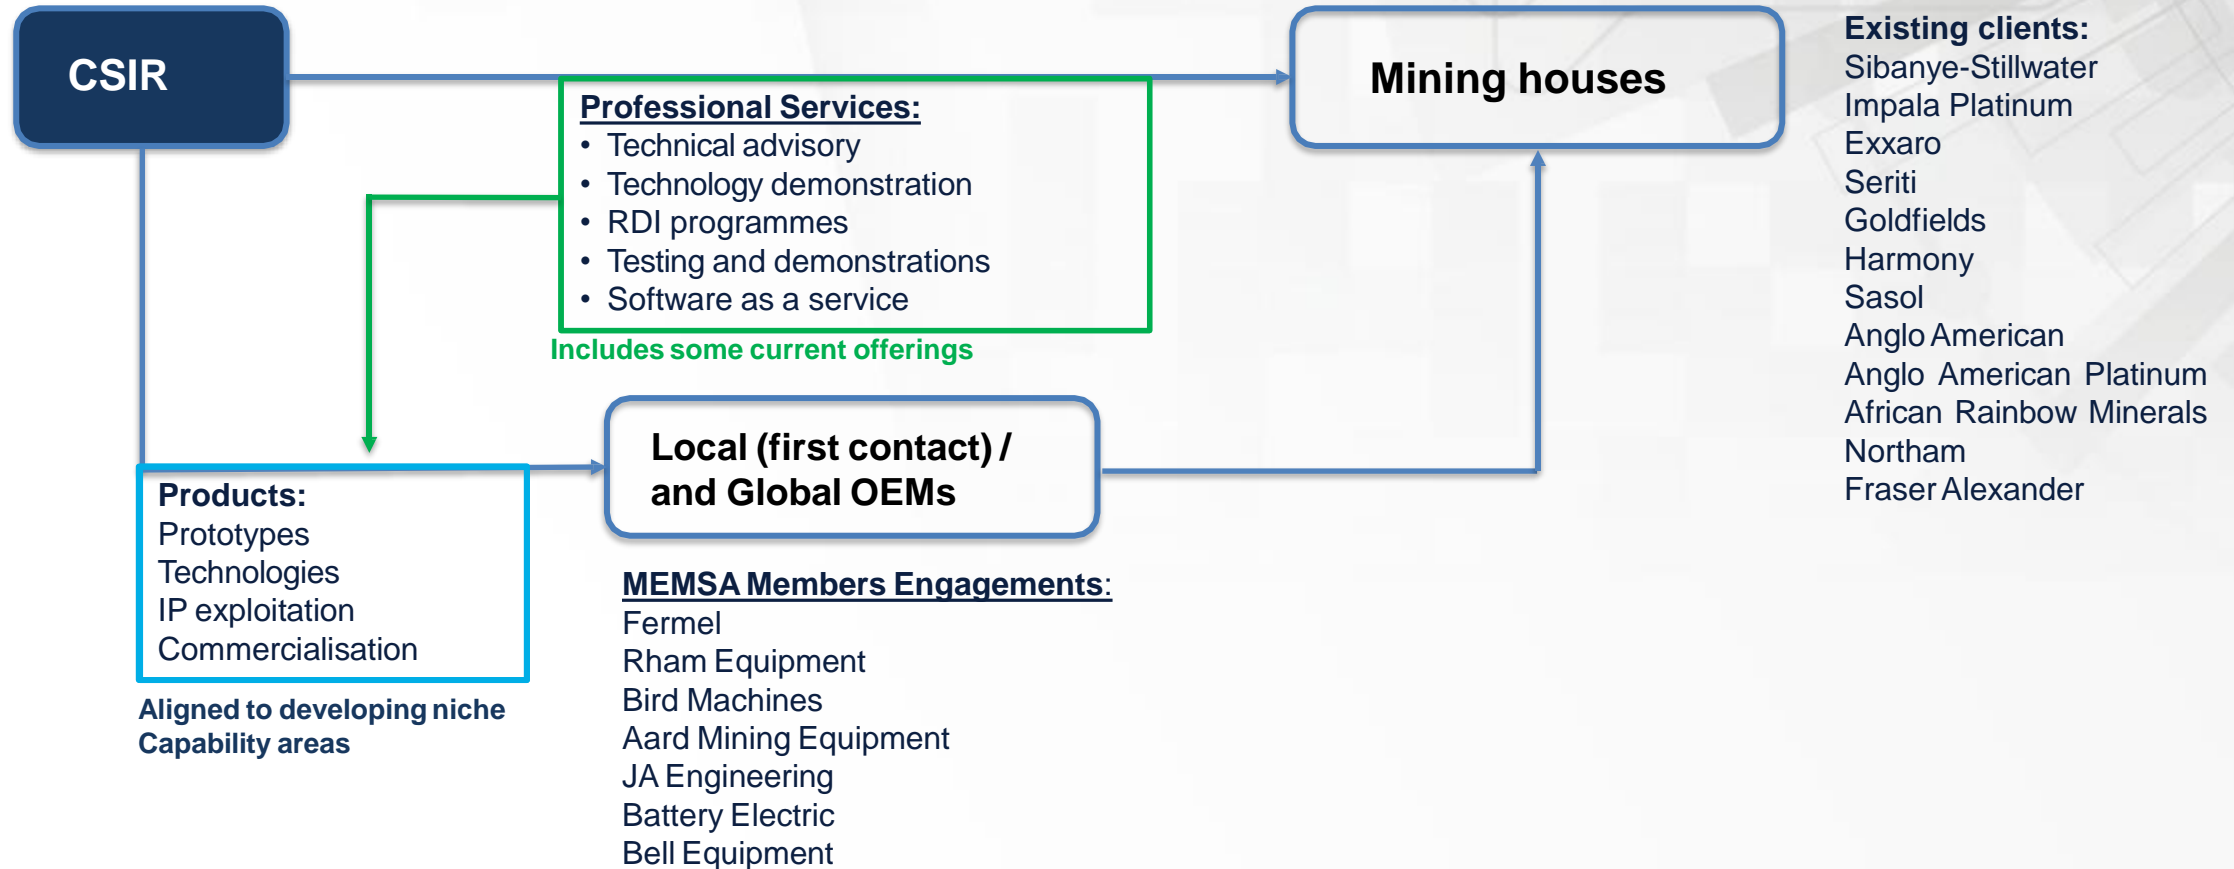 CSIR
Professional Services:
• Technical advisory
• Technology demonstration
• RDI programmes
• Testing and demonstrations
• Software as a service
Includes some current offerings
Mining houses
Existing clients:
Sibanye-Stillwater
Impala Platinum
Exxaro
Seriti
Goldfields
Harmony
Sasol
Anglo American
Anglo American Platinum
African Rainbow Minerals
Northam
Fraser Alexander
Products:
Prototypes
Technologies
IP exploitation
Commercialisation
Aligned to developing niche
Capability areas
Local (first contact) /
and Global OEMs
MEMSA Members Engagements:
Fermel
Rham Equipment
Bird Machines
Aard Mining Equipment
JA Engineering
Battery Electric
Bell Equipment